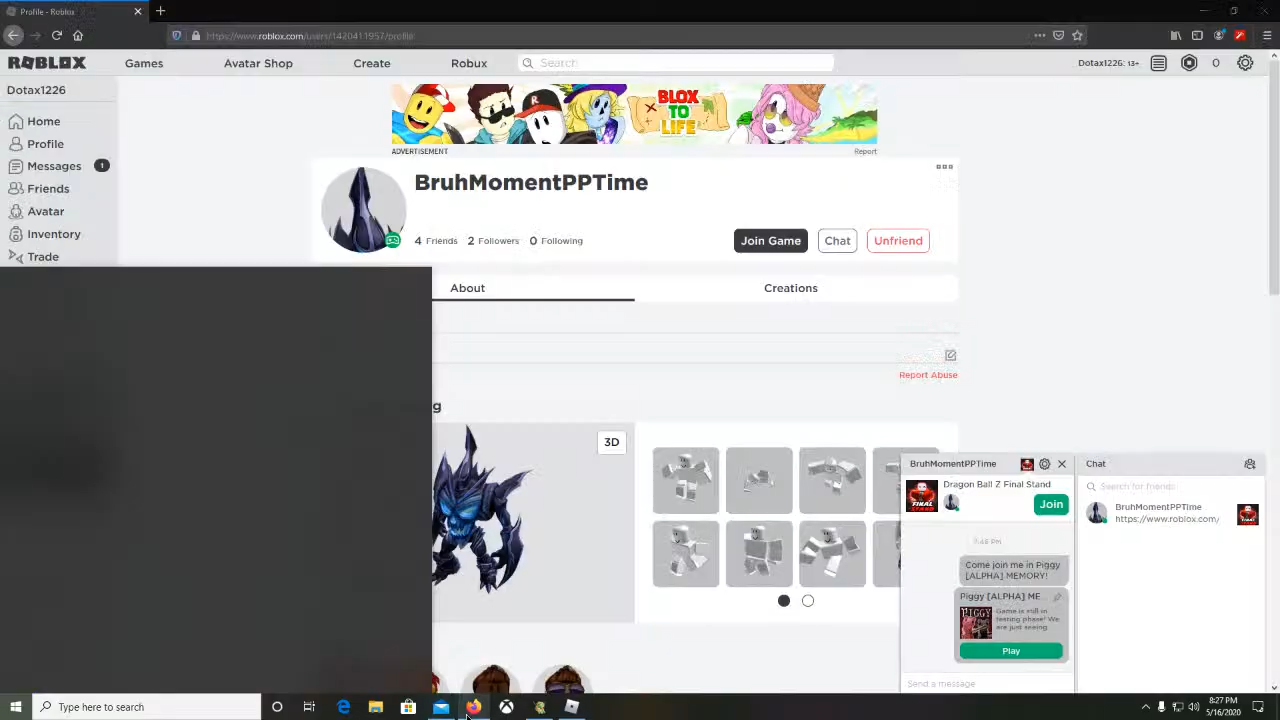 Profile - Roblox
https://www.roblox.com/users/1420411957/profile
ROBLOX
Games
Avatar Shop
Create
Robux
Search
Dotax1226: 13+
0
Dotax1226
Home
Profile
Messages
1
Friends
Avatar
Inventory
Trade
BLOX
TO
LIFE
ADVERTISEMENT
Report
BruhMomentPPTime
4 Friends
2 Followers
0 Following
Join Game
Chat
Unfriend
About
Creations
Report Abuse
g
3D
BruhMomentPPTime
Dragon Ball Z Final Stand
Join
7:46 PM
Come join me in Piggy
[ALPHA] MEMORY!
Piggy [ALPHA] ME...
PIGGY
Game is still in
testing phase! We
are just seeing
Play
Send a message
Chat
Search for friends
BruhMomentPPTime
https://www.roblox.com/
Type here to search
8:27 PM
5/16/2020